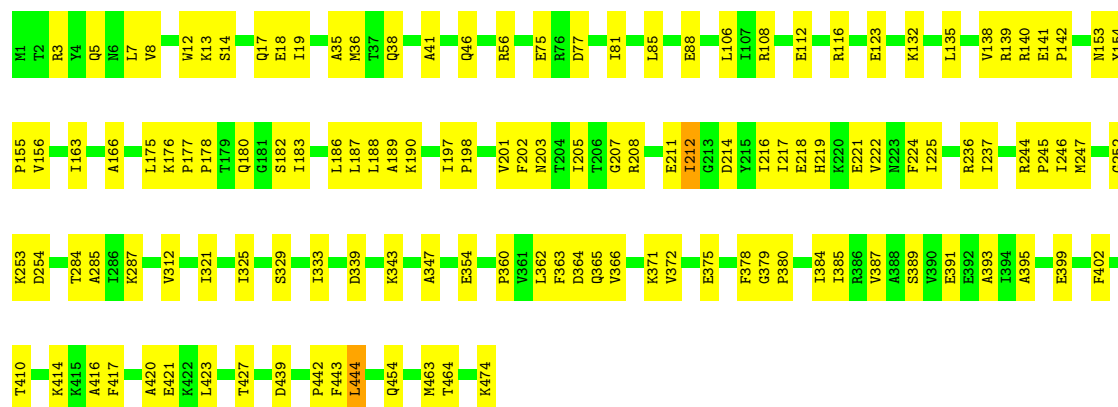 M1 T2 R3 Y4 Q5 N6 L7 V8 W12 K13 S14 Q17 E18 I19 A35 M36 T37 Q38 A41 Q46 R56 E75 R76 D77 I81 L85 E88 L106 I107 R108 E112 R116 E123 K132 L135 V138 R139 R140 E141 P142 N153 Y154
P155 V156 I163 A166 L175 K176 P177 P178 T179 Q180 G181 S182 I183 L186 L187 L188 A189 K190 I197 P198 V201 F202 N203 T204 I205 T206 G207 R208 E211 I212 G213 D214 Y215 I216 I217 E218 H219 K220 E221 V222 N223 F224 I225 R236 I237 R244 P245 I246 M247 G252
K253 D254 T284 A285 I286 K287 V312 I321 I325 S329 I333 D339 K343 A347 E354 P360 V361 L362 F363 D364 Q365 V366 K371 V372 E375 F378 G379 P380 I384 I385 R386 V387 A388 S389 V390 E391 E392 A393 I394 A395 E399 F402
T410 K414 K415 A416 F417 A420 E421 K422 L423 T427 D439 P442 F443 L444 Q454 M463 T464 K474